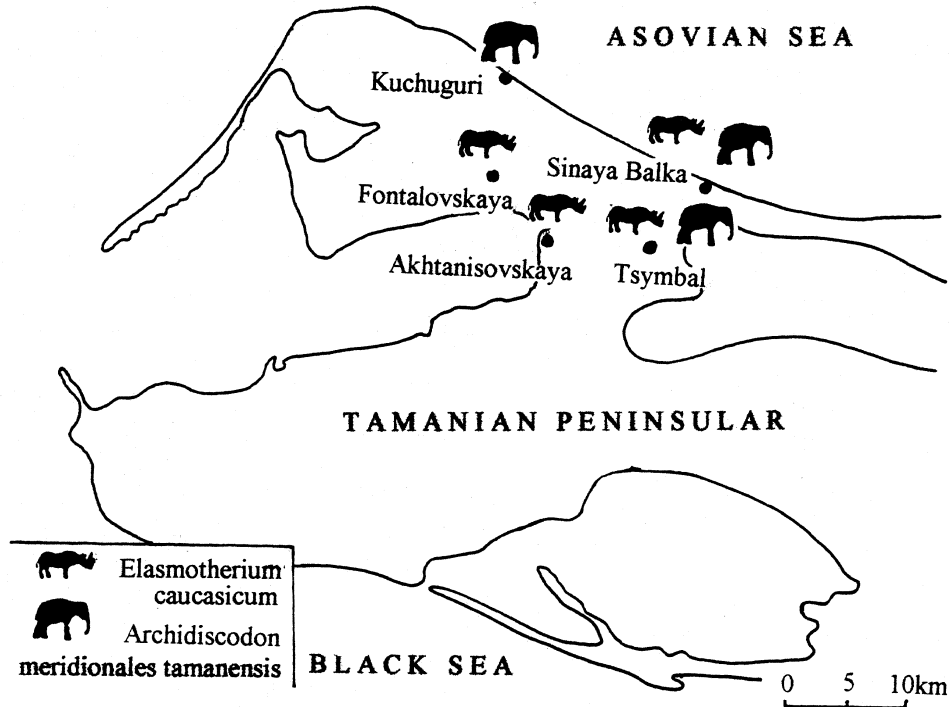 ASOVIAN SEA
Kuchuguri
Sinaya Balka
Fontalovskaya
Akhtanisovskaya
Tsymbal
TAMANIAN PENINSULAR
Elasmotherium
caucasicum
Archidiscodon
meridionales tamanensis
BLACK SEA
0 5 10km